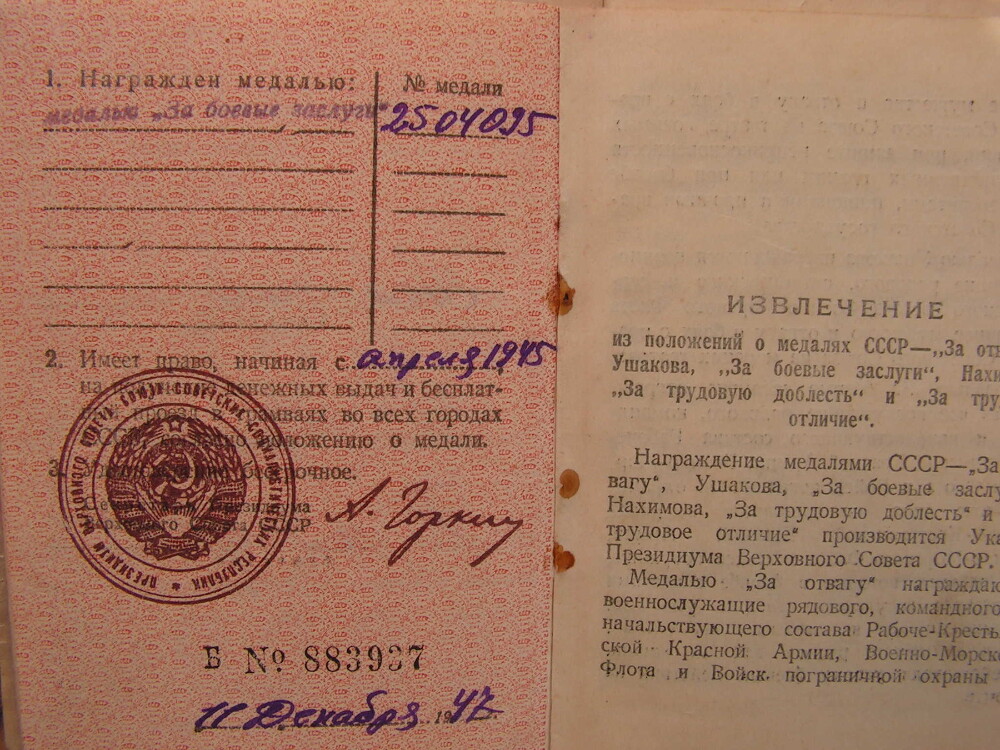 1. Награжден медалью:
№ медали
медалью „За боевые заслуги“
2504095
2. Имеет право, начиная с апреля 1945
на денежных выдач и бесплат-
проезд в трамваях во всех городах
положению о медали.
3. бессрочное.
Президиума
Верховного Совета СССР
А. Горкин
Б № 883937
11 Декабря 1947
ИЗВЛЕЧЕНИЕ
из положений о медалях СССР—„За от
Ушакова, „За боевые заслуги“, Нахи
„За трудовую доблесть“ и „За тру
отличие“.
Награждение медалями СССР—„За
вагу“, Ушакова, „За боевые заслу
Нахимова, „За трудовую доблесть“ и
трудовое отличие“ производится Ука
Президиума Верховного Совета СССР.
Медалью „За отвагу“ награждаю
военнослужащие рядового, командного
начальствующего состава Рабоче-Кресть
ской Красной Армии, Военно-Морско
Флота и Войск пограничной охраны